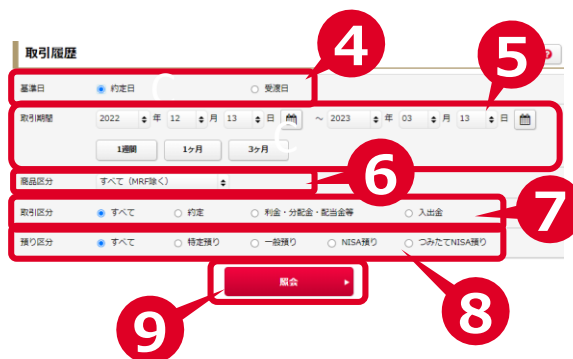 取引履歴
?
4
基準日 約定日 受渡日
5
取引期間 2022 年 12 月 13 日 ～ 2023 年 03 月 13 日
1週間 1ヶ月 3ヶ月
商品区分 すべて (MRF除く)
6
取引区分 すべて 約定 利金・分配金・配当金等 入出金
7
預り区分 すべて 特定預り 一般預り NISA預り つみたてNISA預り
8
照会
9